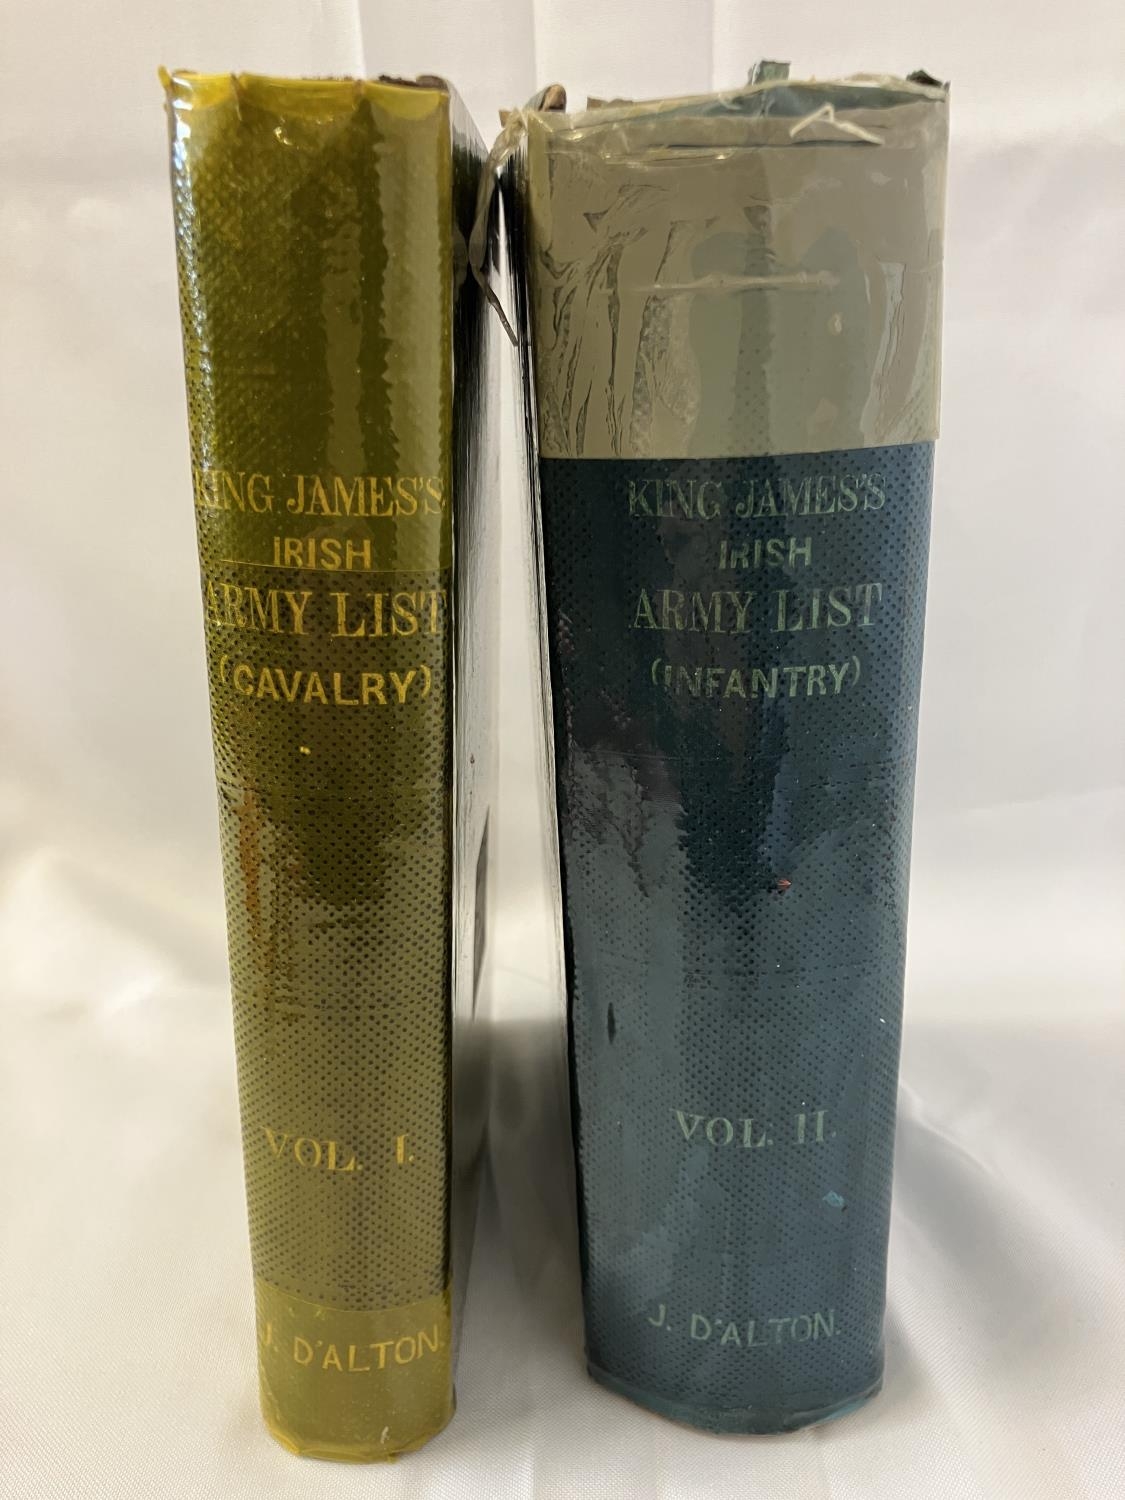 KING JAMES'S
IRISH
ARMY LIST
(CAVALRY)
VOL. I.
J. D'ALTON.
KING JAMES'S
IRISH
ARMY LIST
(INFANTRY)
VOL. II.
J. D'ALTON.